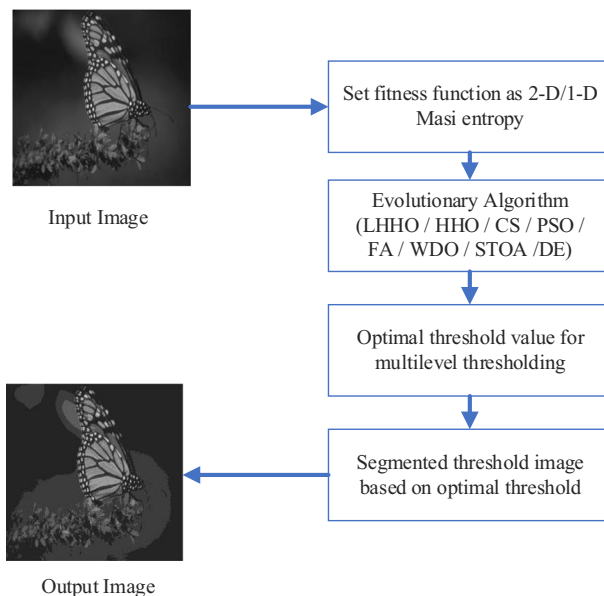 Input Image
Set fitness function as 2-D/1-D
Masi entropy
Evolutionary Algorithm
(LHHO / HHO / CS / PSO /
FA / WDO / STOA /DE)
Optimal threshold value for
multilevel thresholding
Segmented threshold image
based on optimal threshold
Output Image